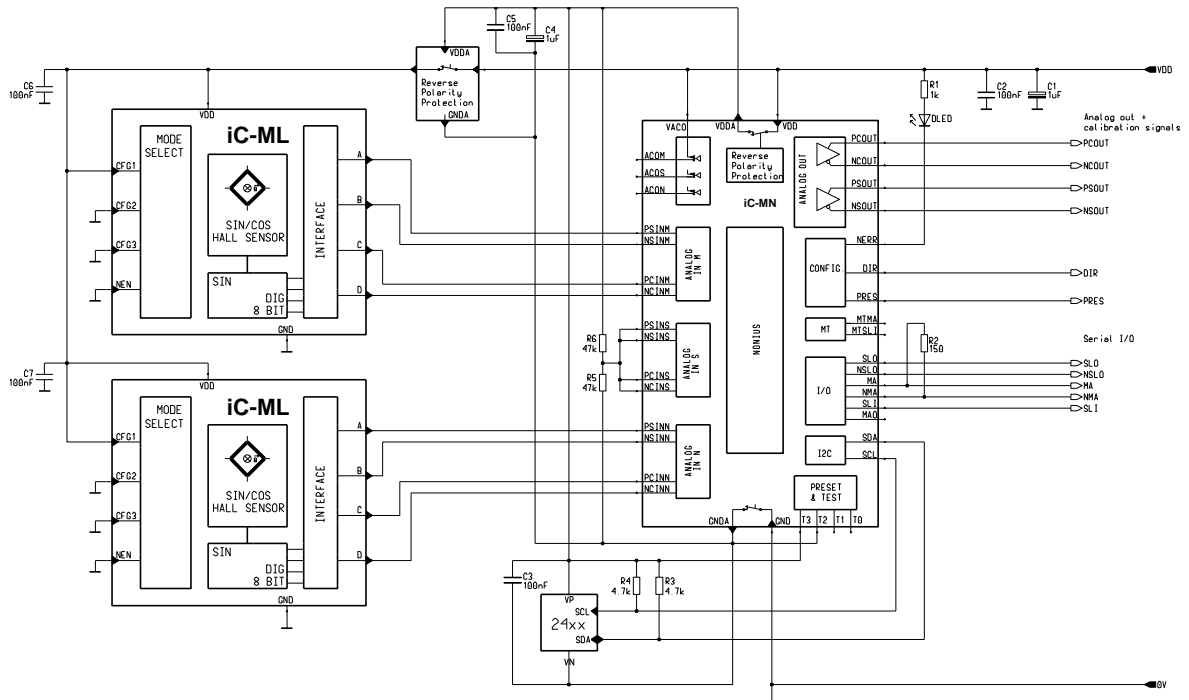 C5
100nF
C4
1uF
VDDA
Reverse
Polarity
Protection
GNDA
C6
100nF
VDD
iC-ML
MODE
SELECT
CFG1
CFG2
CFG3
NEN
SIN/COS
HALL SENSOR
SIN
DIG
8 BIT
INTERFACE
A
B
C
D
GND
C7
100nF
VDD
iC-ML
MODE
SELECT
CFG1
CFG2
CFG3
NEN
SIN/COS
HALL SENSOR
SIN
DIG
8 BIT
INTERFACE
A
B
C
D
GND
R6
47k
R5
47k
VACO
VDDA
VDD
ACOM
ACOS
ACON
Reverse
Polarity
Protection
iC-MN
ANALOG OUT
PCOUT
NCOUT
PSOUT
NSOUT
PSINM
NSINM
PCINM
NCINM
ANALOG
IN M
PSINS
NSINS
PCINS
NCINS
ANALOG
IN S
PSINN
NSINN
PCINN
NCINN
ANALOG
IN N
NONIUS
CONFIG.
NERR
DIR
PRES
MT
MTMA
MTSLI
I/O
SLO
NSLO
MA
NMA
SLI
MAO
I2C
SDA
SCL
PRESET
& TEST
GNDA
GND
T3
T2
T1
T0
R1
1k
DLED
C2
100nF
C1
1uF
VDD
Analog out +
calibration signals
PCOUT
NCOUT
PSOUT
NSOUT
DIR
PRES
Serial I/O
R2
150
SLO
NSLO
MA
NMA
SLI
C3
100nF
R4
4.7k
R3
4.7k
VP
SCL
24xx
SDA
VN
0V